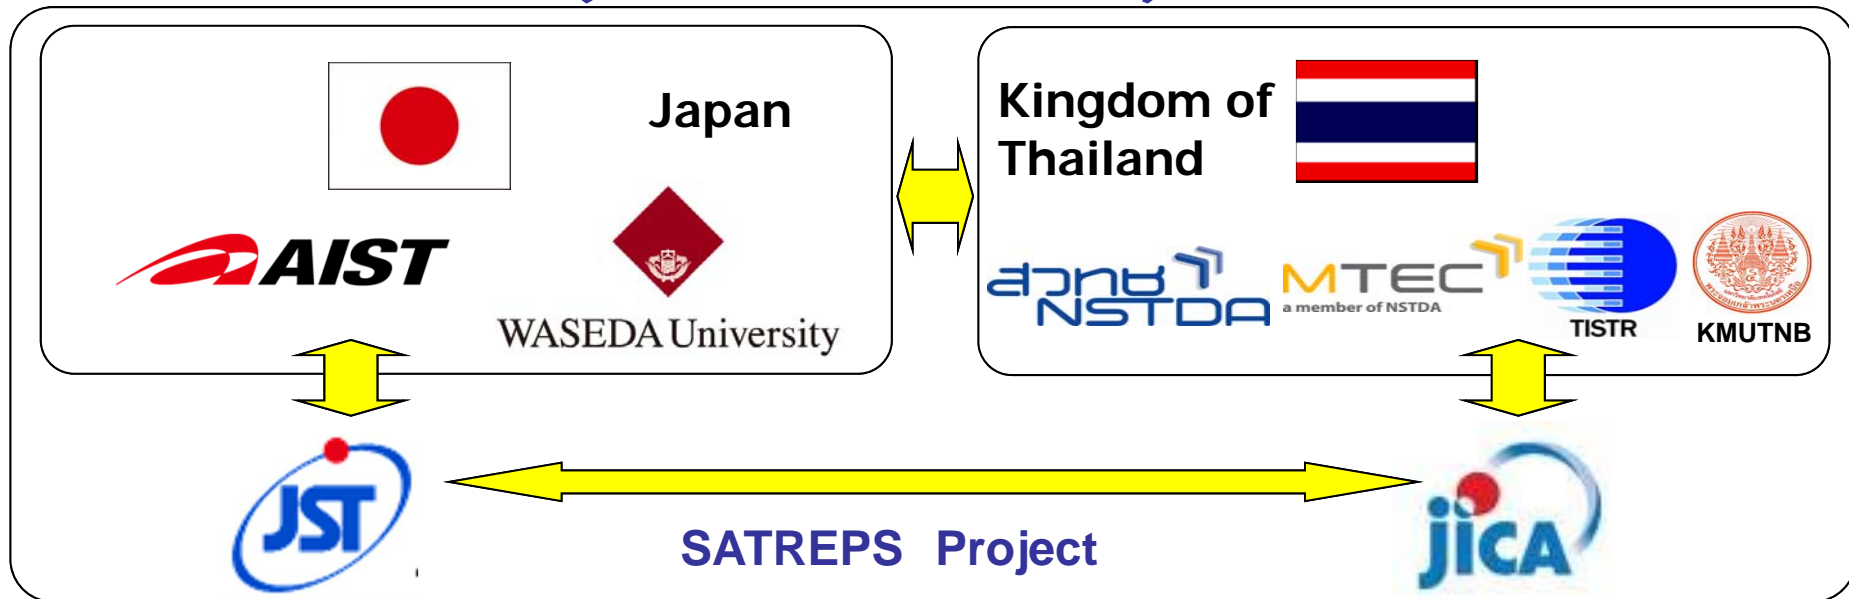 Japan
Kingdom of
Thailand
AIST
WASEDA University
สวทช
NSTDA
MTEC
a member of NSTDA
TISTR
KMUTNB
JST
SATREPS Project
jICA